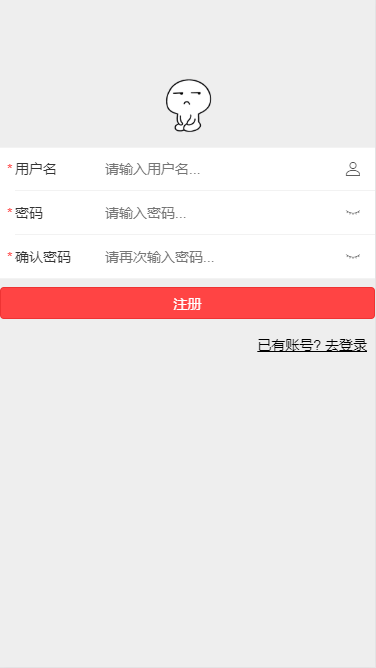 * 用户名 请输入用户名...
* 密码 请输入密码...
* 确认密码 请再次输入密码...
注册
已有账号? 去登录